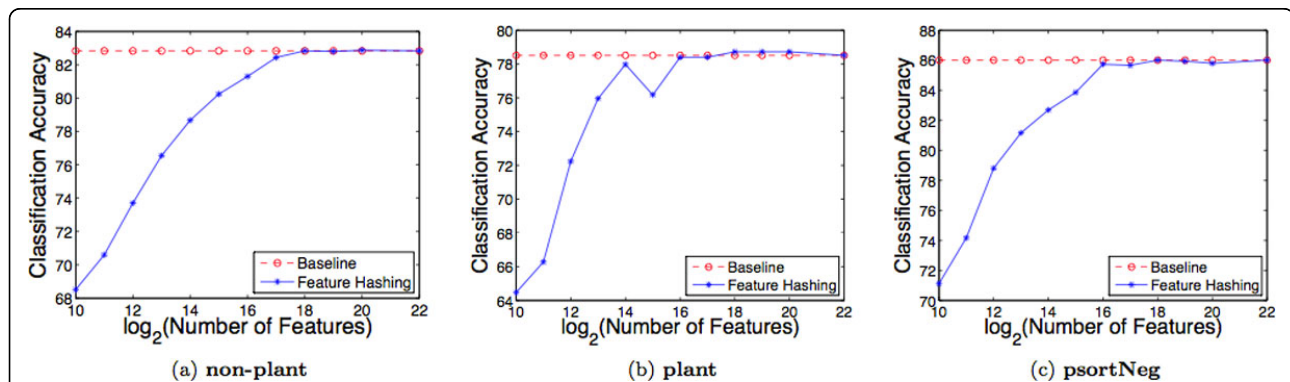 84
82
80
78
76
74
72
70
68
Classification Accuracy
10 12 14 16 18 20 22
log2(Number of Features)
Baseline
Feature Hashing
(a) non-plant
80
78
76
74
72
70
68
66
64
Classification Accuracy
10 12 14 16 18 20 22
log2(Number of Features)
Baseline
Feature Hashing
(b) plant
88
86
84
82
80
78
76
74
72
70
Classification Accuracy
10 12 14 16 18 20 22
log2(Number of Features)
Baseline
Feature Hashing
(c) psortNeg